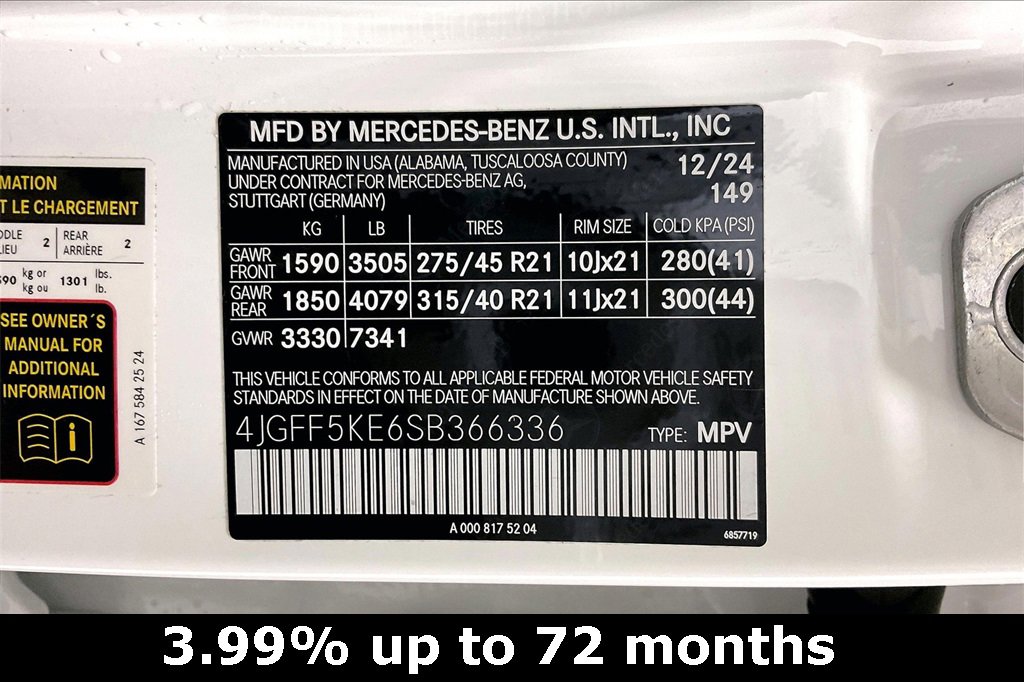 MFD BY MERCEDES-BENZ U.S. INTL., INC
MANUFACTURED IN USA (ALABAMA, TUSCALOOSA COUNTY) 12/24
UNDER CONTRACT FOR MERCEDES-BENZ AG, 149
STUTTGART (GERMANY)
KG LB TIRES RIM SIZE COLD KPA (PSI)
GAWR FRONT 1590 3505 275/45 R21 10Jx21 280(41)
GAWR REAR 1850 4079 315/40 R21 11Jx21 300(44)
GVWR 3330 7341
THIS VEHICLE CONFORMS TO ALL APPLICABLE FEDERAL MOTOR VEHICLE SAFETY
STANDARDS IN EFFECT ON THE DATE OF MANUFACTURE SHOWN ABOVE.
4JGFF5KE6SB366336 TYPE: MPV
A 000 817 52 04
6857719
MATION
T LE CHARGEMENT
DDLE 2 REAR 2
IEU ARRIÈRE
90 kg or 1301 lbs.
kg ou lb.
SEE OWNER´S
MANUAL FOR
ADDITIONAL
INFORMATION
A 167 584 25 24
3.99% up to 72 months